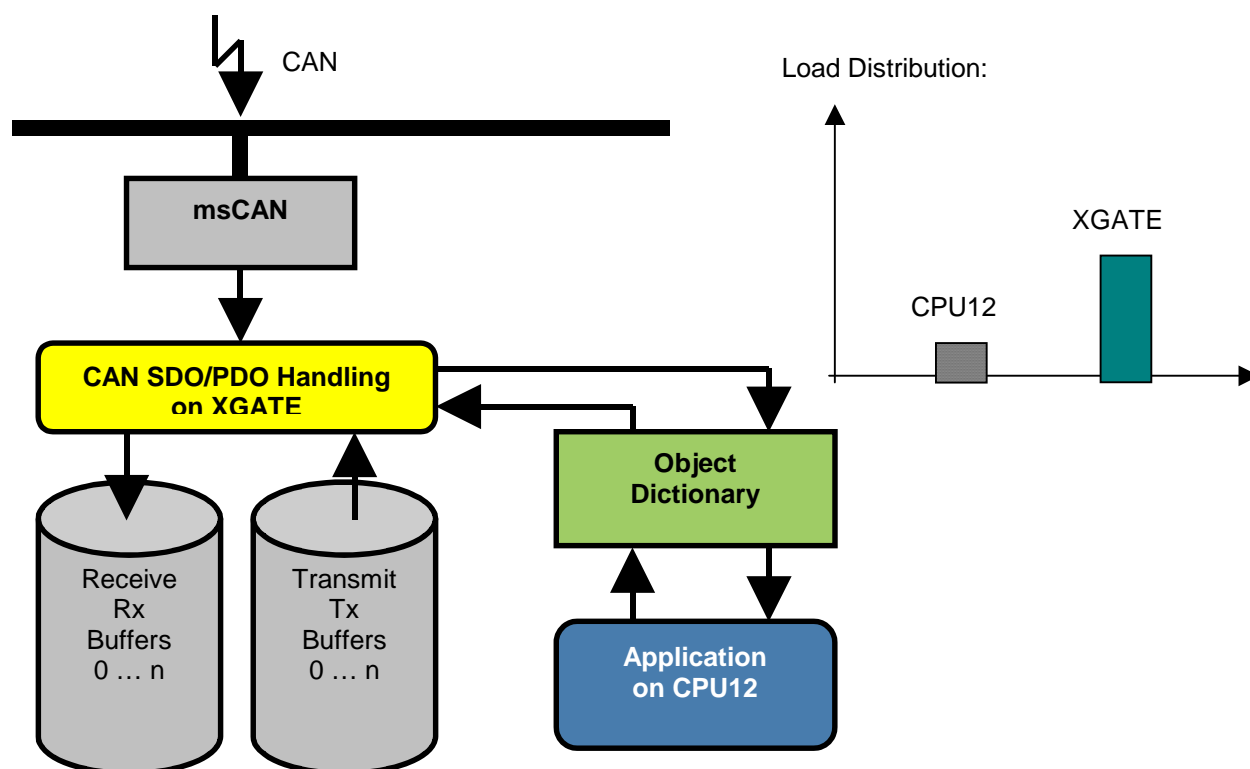 CAN
Load Distribution:
msCAN
XGATE
CPU12
CAN SDO/PDO Handling
on XGATE
Object
Dictionary
Receive
Rx
Buffers
0 … n
Transmit
Tx
Buffers
0 … n
Application
on CPU12